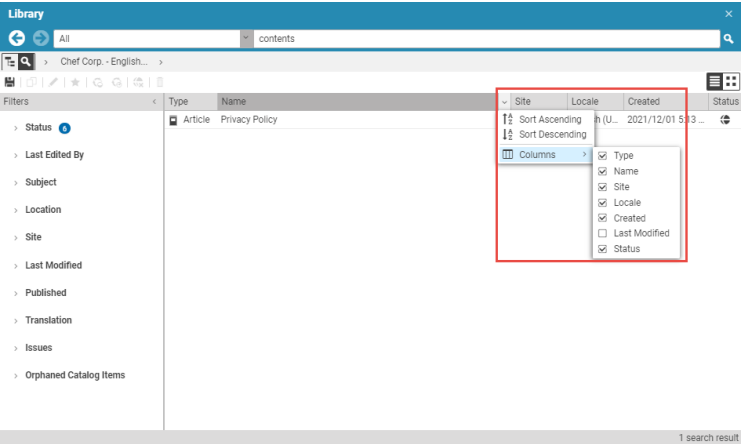 Library
All contents
Chef Corp. - English...
Filters Type Name Site Locale Created Status
Status 6
Article Privacy Policy h (U... 2021/12/01 5:13 ...
Sort Ascending
Sort Descending
Columns
Type
Name
Site
Locale
Created
Last Modified
Status
Last Edited By
Subject
Location
Site
Last Modified
Published
Translation
Issues
Orphaned Catalog Items
1 search result